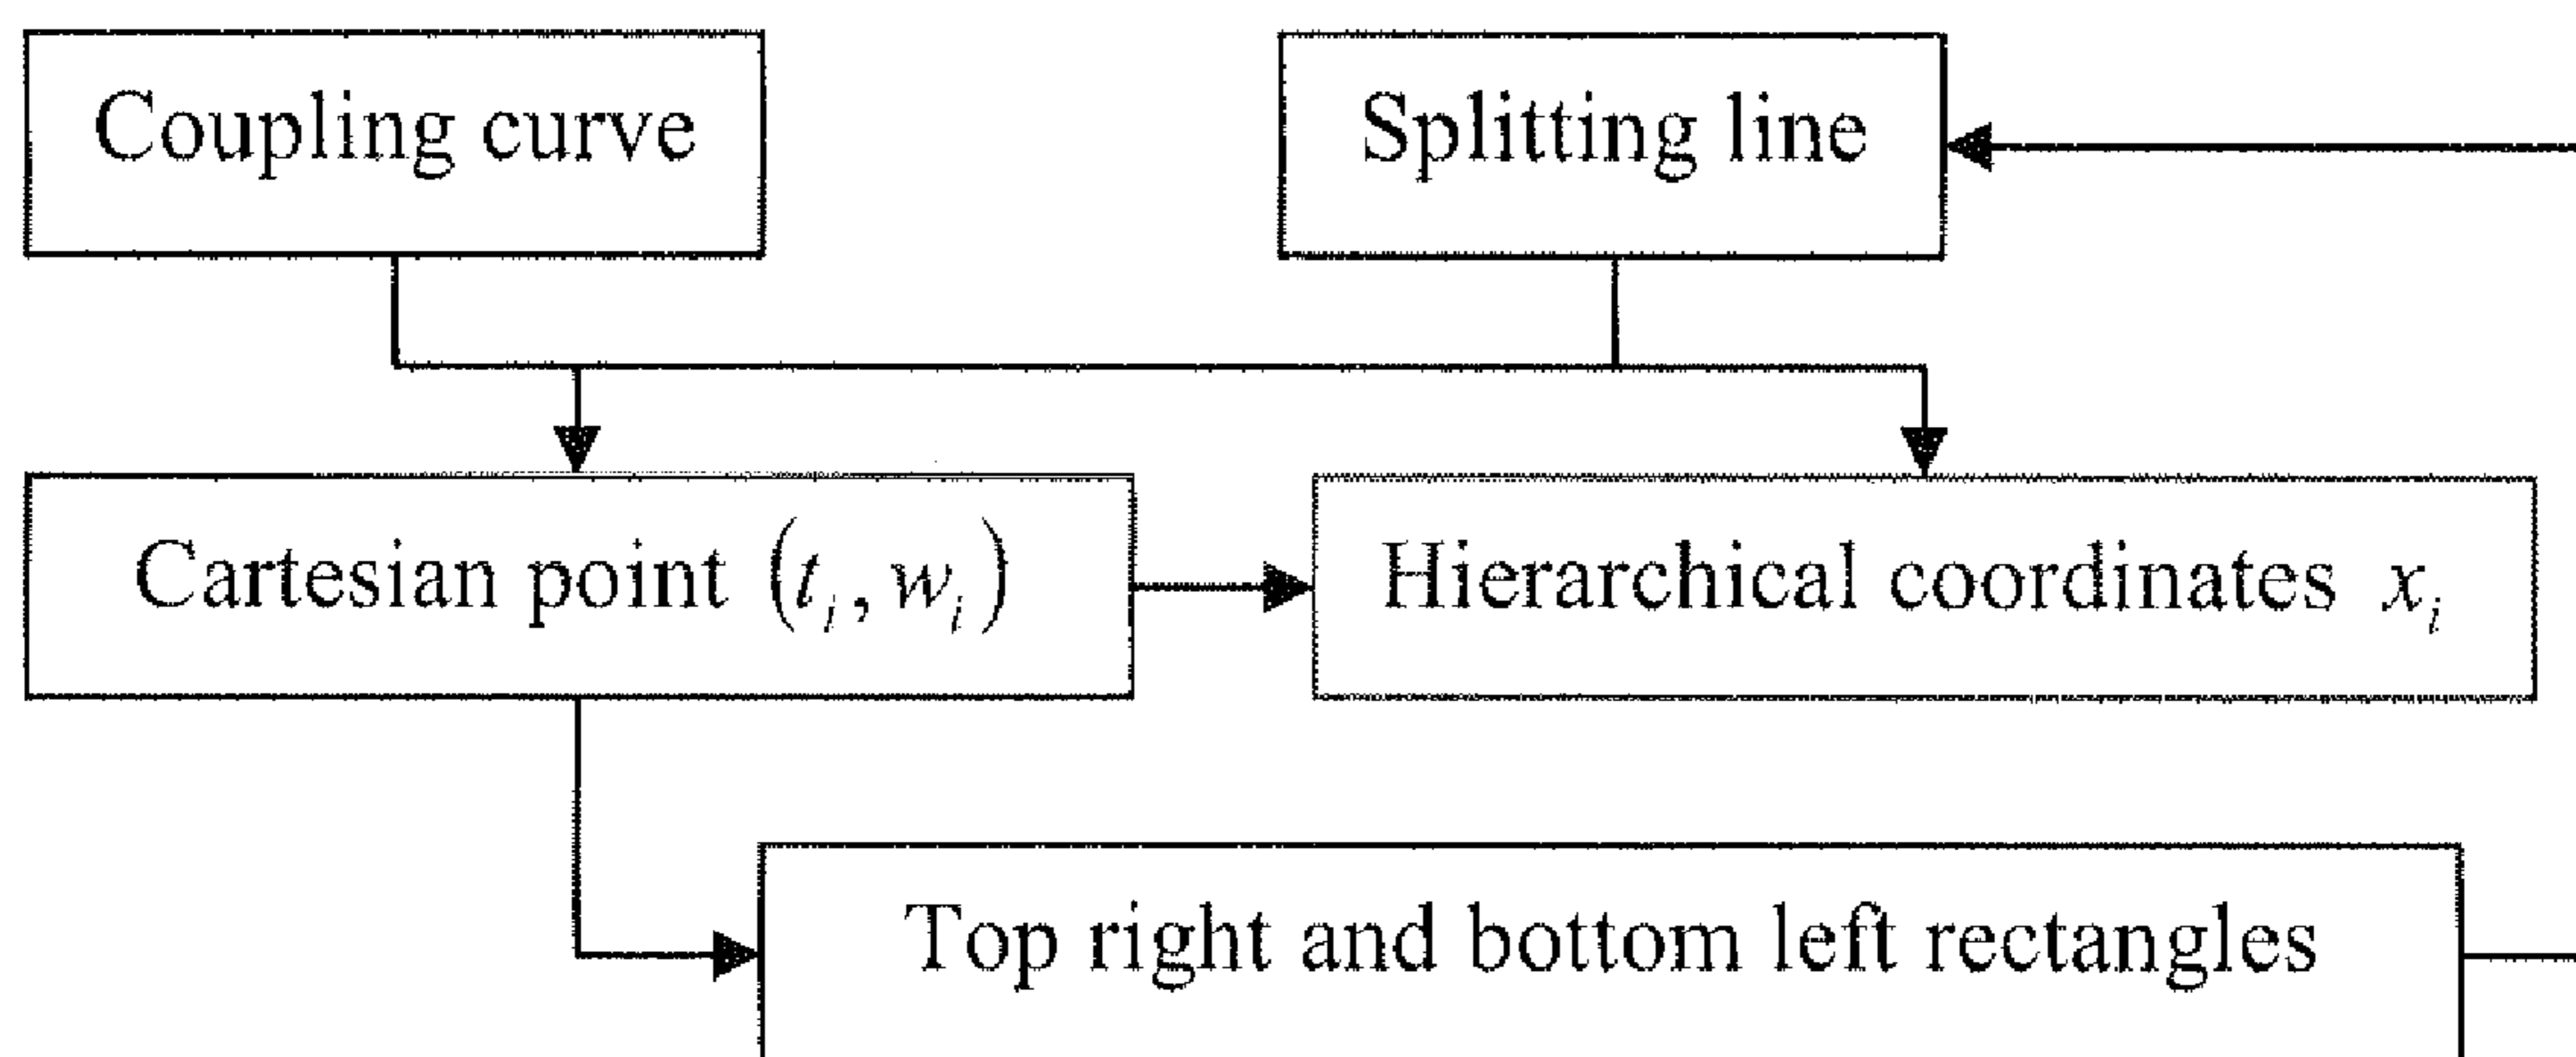 Coupling curve
Splitting line
Cartesian point (t_i, w_i)
Hierarchical coordinates x_i
Top right and bottom left rectangles